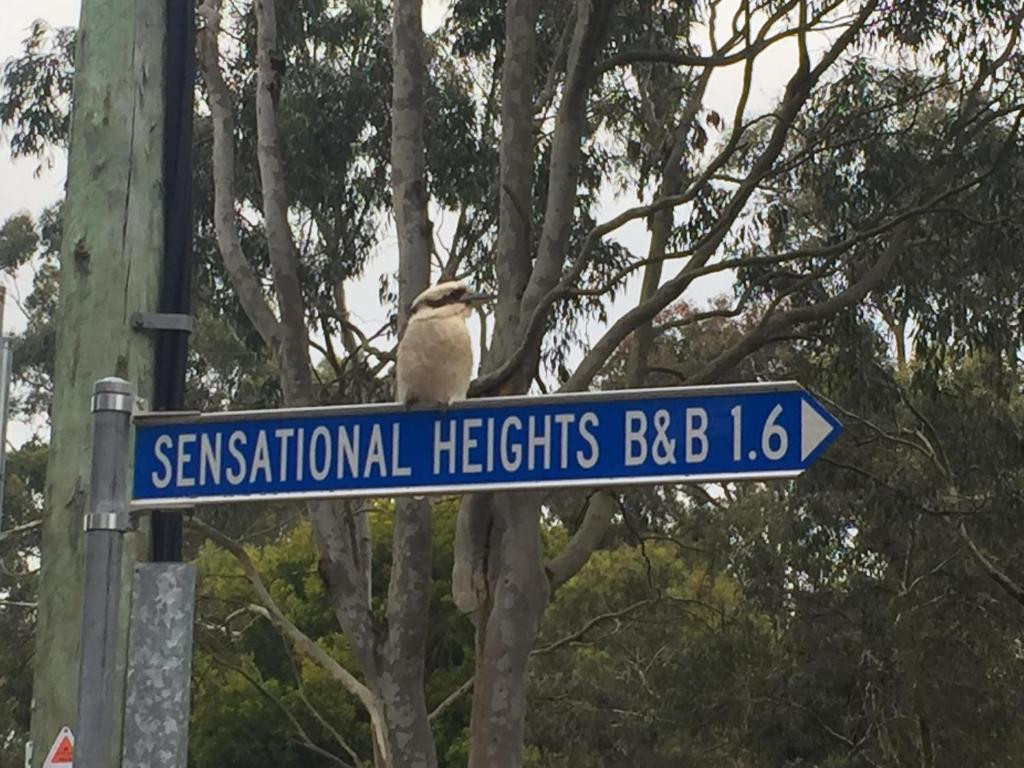 SENSATIONAL HEIGHTS B&B 1.6